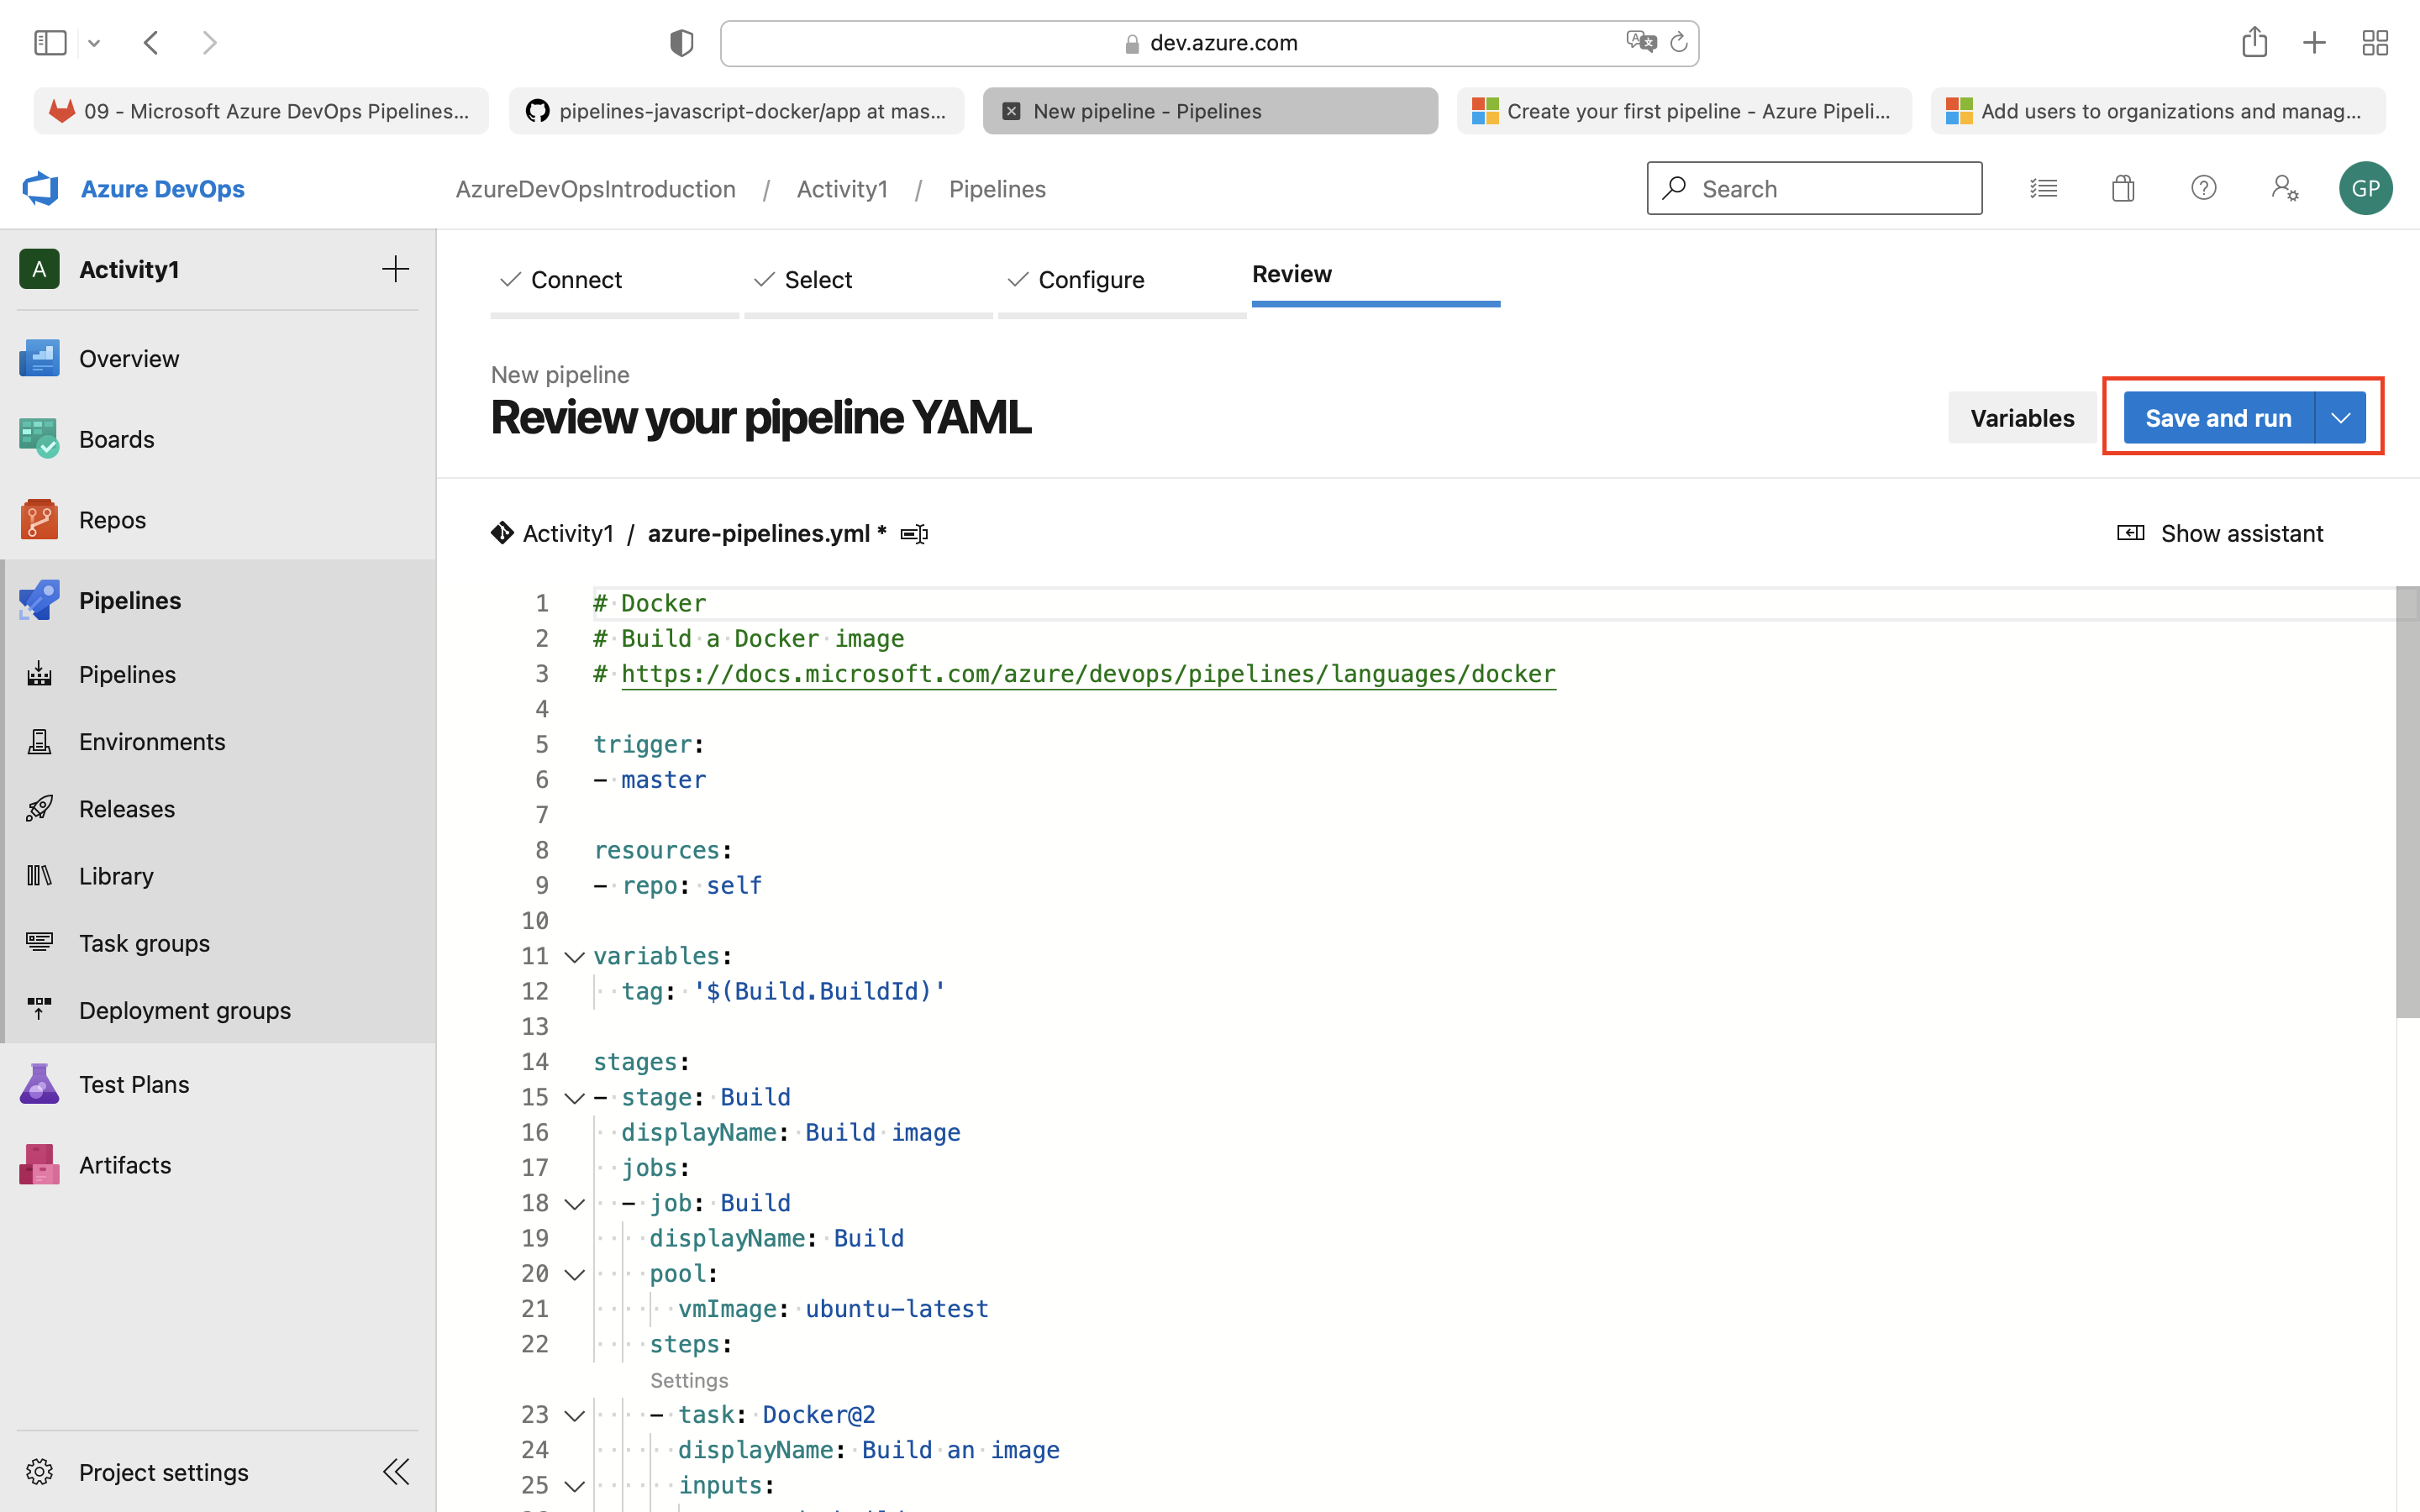 dev.azure.com
09 - Microsoft Azure DevOps Pipelines...
pipelines-javascript-docker/app at mas...
New pipeline - Pipelines
Create your first pipeline - Azure Pipeli...
Add users to organizations and manag...
Azure DevOps
AzureDevOpsIntroduction / Activity1 / Pipelines
Search
GP
A Activity1
Connect
Select
Configure
Review
Overview
Boards
Repos
Pipelines
Pipelines
Environments
Releases
Library
Task groups
Deployment groups
Test Plans
Artifacts
Project settings
New pipeline
Review your pipeline YAML
Variables
Save and run
Activity1 / azure-pipelines.yml *
Show assistant
1 # Docker
2 # Build a Docker image
3 # https://docs.microsoft.com/azure/devops/pipelines/languages/docker
4
5 trigger:
6 - master
7
8 resources:
9 - repo: self
10
11 variables:
12 tag: '$(Build.BuildId)'
13
14 stages:
15 - stage: Build
16 displayName: Build image
17 jobs:
18 - job: Build
19 displayName: Build
20 pool:
21 vmImage: ubuntu-latest
22 steps:
Settings
23 - task: Docker@2
24 displayName: Build an image
25 inputs: